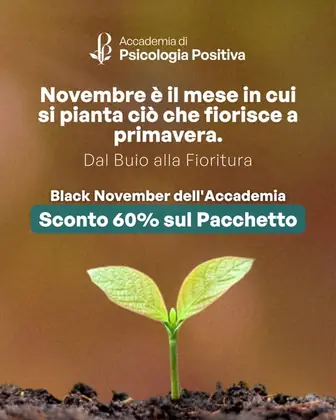 Accademia di
Psicologia Positiva
Novembre è il mese in cui
si pianta ciò che fiorisce a
primavera.
Dal Buio alla Fioritura
Black November dell'Accademia
Sconto 60% sul Pacchetto